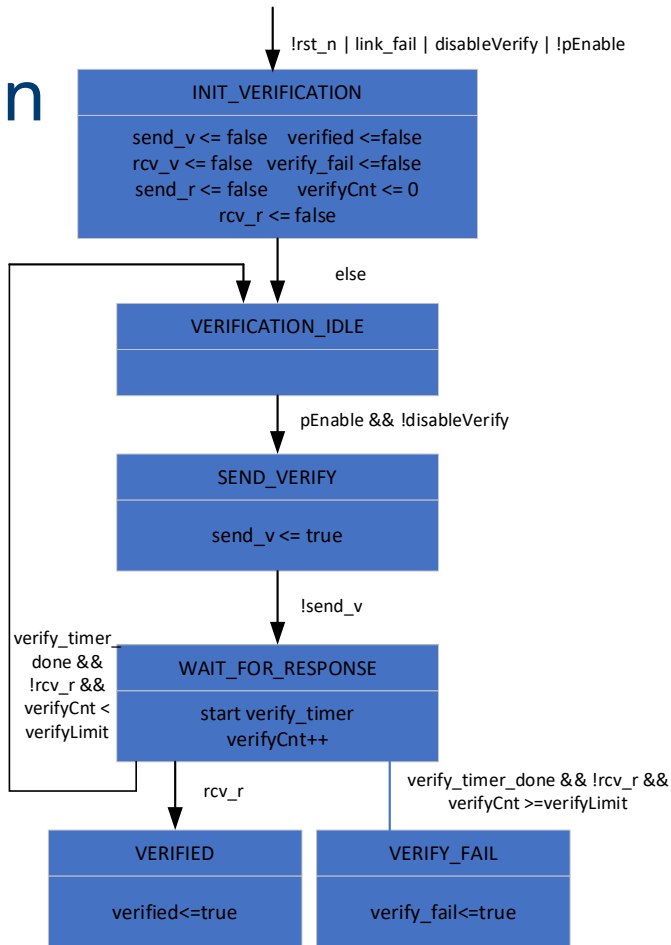 !rst_n | link_fail | disableVerify | !pEnable
n
INIT_VERIFICATION
send_v <= false verified <=false
rcv_v <= false verify_fail <=false
send_r <= false verifyCnt <= 0
rcv_r <= false
else
VERIFICATION_IDLE
pEnable && !disableVerify
SEND_VERIFY
send_v <= true
!send_v
verify_timer_
done &&
!rcv_r &&
verifyCnt <
verifyLimit
WAIT_FOR_RESPONSE
start verify_timer
verifyCnt++
rcv_r
verify_timer_done && !rcv_r &&
verifyCnt >=verifyLimit
VERIFIED
verified<=true
VERIFY_FAIL
verify_fail<=true